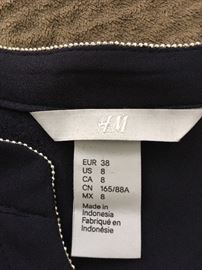 H&M
EUR 38
US 8
CA 8
CN 165/88A
MX 8
Made in
Indonesia
Fabriqué en
Indonésie